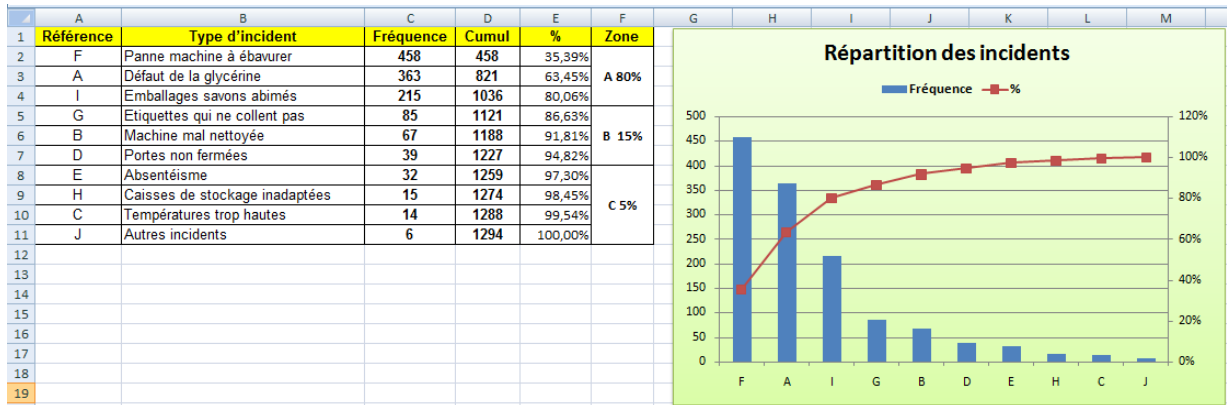 A B C D E F G H I J K L M
1 Référence Type d'incident Fréquence Cumul % Zone
2 F Panne machine à ébavurer 458 458 35,39%
3 A Défaut de la glycérine 363 821 63,45% A 80%
4 I Emballages savons abimés 215 1036 80,06%
5 G Etiquettes qui ne collent pas 85 1121 86,63%
6 B Machine mal nettoyée 67 1188 91,81% B 15%
7 D Portes non fermées 39 1227 94,82%
8 E Absentéisme 32 1259 97,30%
9 H Caisses de stockage inadaptées 15 1274 98,45% C 5%
10 C Températures trop hautes 14 1288 99,54%
11 J Autres incidents 6 1294 100,00%
12
13
14
15
16
17
18
19
Répartition des incidents
Fréquence %
500 120%
450
400 100%
350
300 80%
250 60%
200
150 40%
100
50 20%
0 0%
F A I G B D E H C J